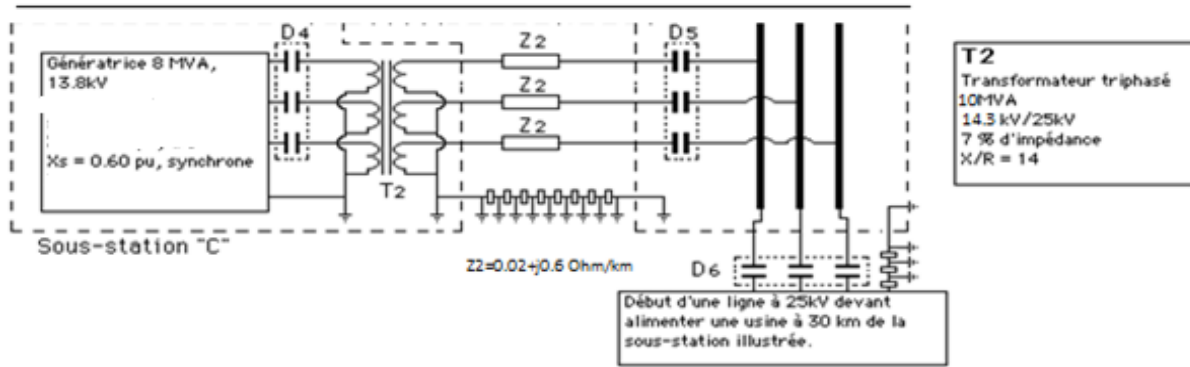 Génératrice 8 MVA,
13.8kV
Xs = 0.60 pu, synchrone
D4
T2
Z2
Z2
Z2
D5
T2
Transformateur triphasé
10MVA
14.3 kV/25kV
7 % d'impédance
X/R = 14
Sous-station "C"
Z2=0.02+j0.6 Ohm/km
D6
Début d'une ligne à 25kV devant
alimenter une usine à 30 km de la
sous-station illustrée.